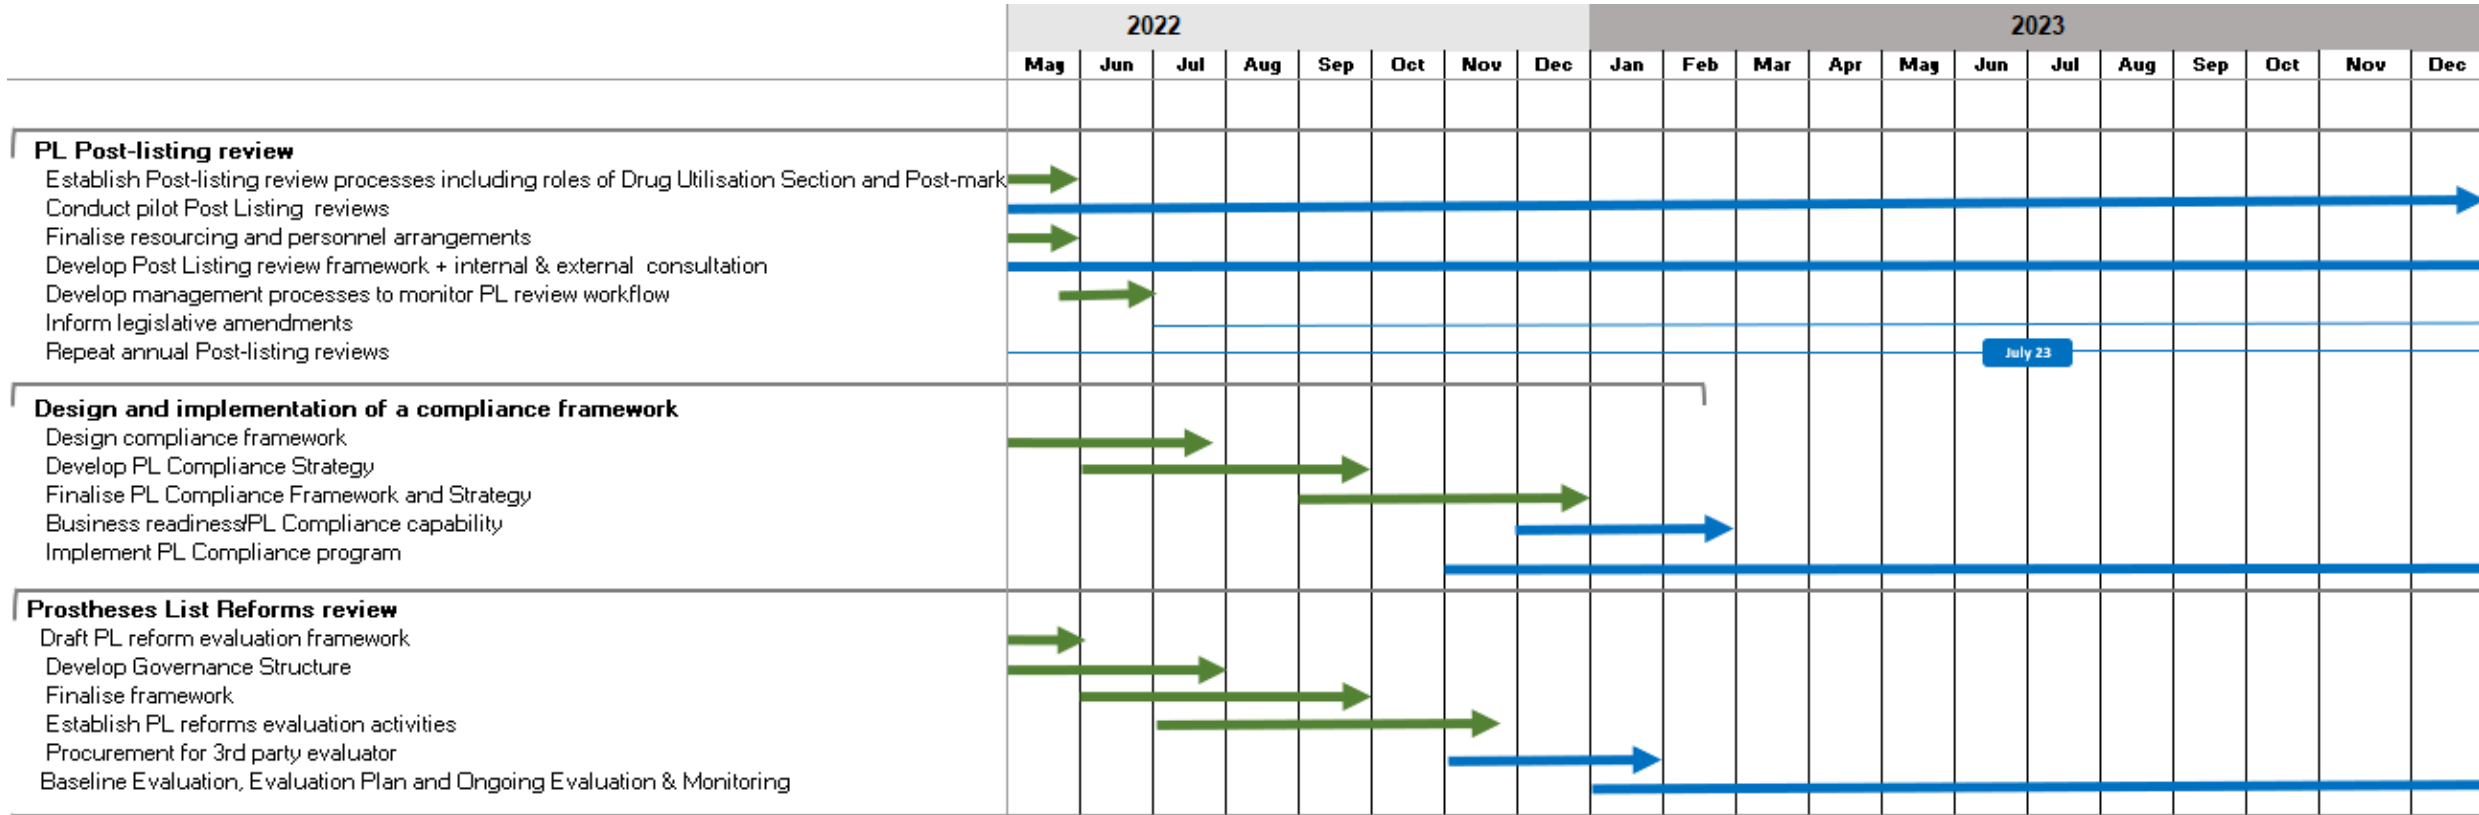 2022 2023
May Jun Jul Aug Sep Oct Nov Dec Jan Feb Mar Apr May Jun Jul Aug Sep Oct Nov Dec
PL Post-listing review
Establish Post-listing review processes including roles of Drug Utilisation Section and Post-mark
Conduct pilot Post Listing reviews
Finalise resourcing and personnel arrangements
Develop Post Listing review framework + internal & external consultation
Develop management processes to monitor PL review workflow
Inform legislative amendments
Repeat annual Post-listing reviews
July 23
Design and implementation of a compliance framework
Design compliance framework
Develop PL Compliance Strategy
Finalise PL Compliance Framework and Strategy
Business readiness/PL Compliance capability
Implement PL Compliance program
Prostheses List Reforms review
Draft PL reform evaluation framework
Develop Governance Structure
Finalise framework
Establish PL reforms evaluation activities
Procurement for 3rd party evaluator
Baseline Evaluation, Evaluation Plan and Ongoing Evaluation & Monitoring